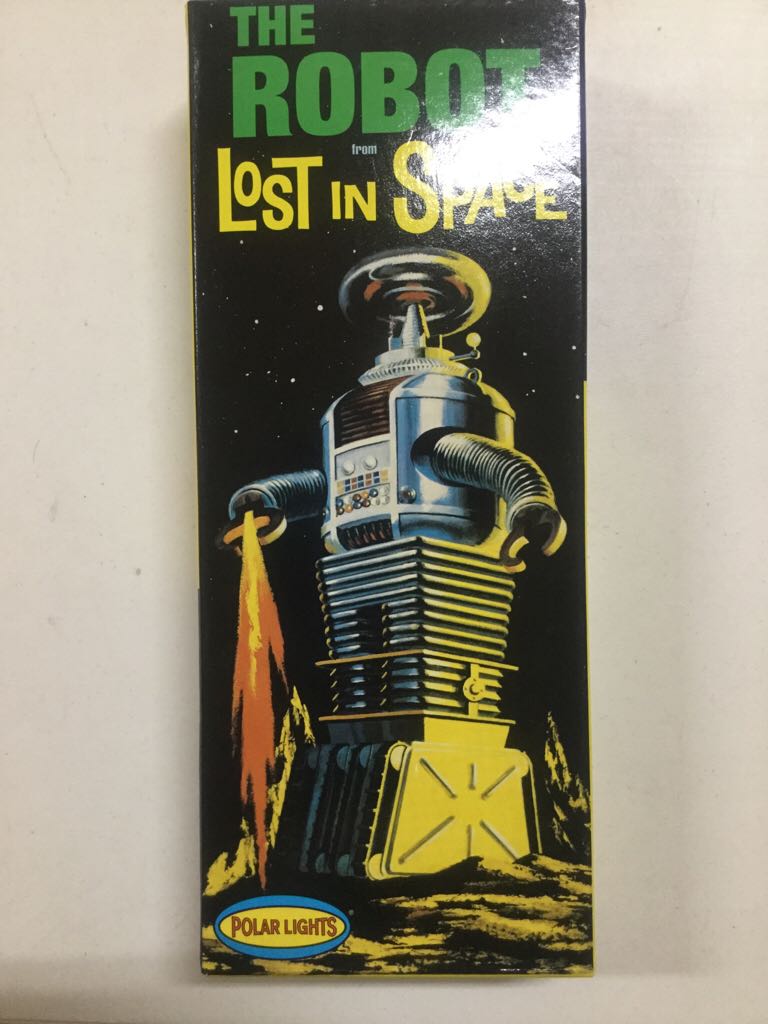 THE
ROBOT
from
LOST IN SPACE
POLAR LIGHTS